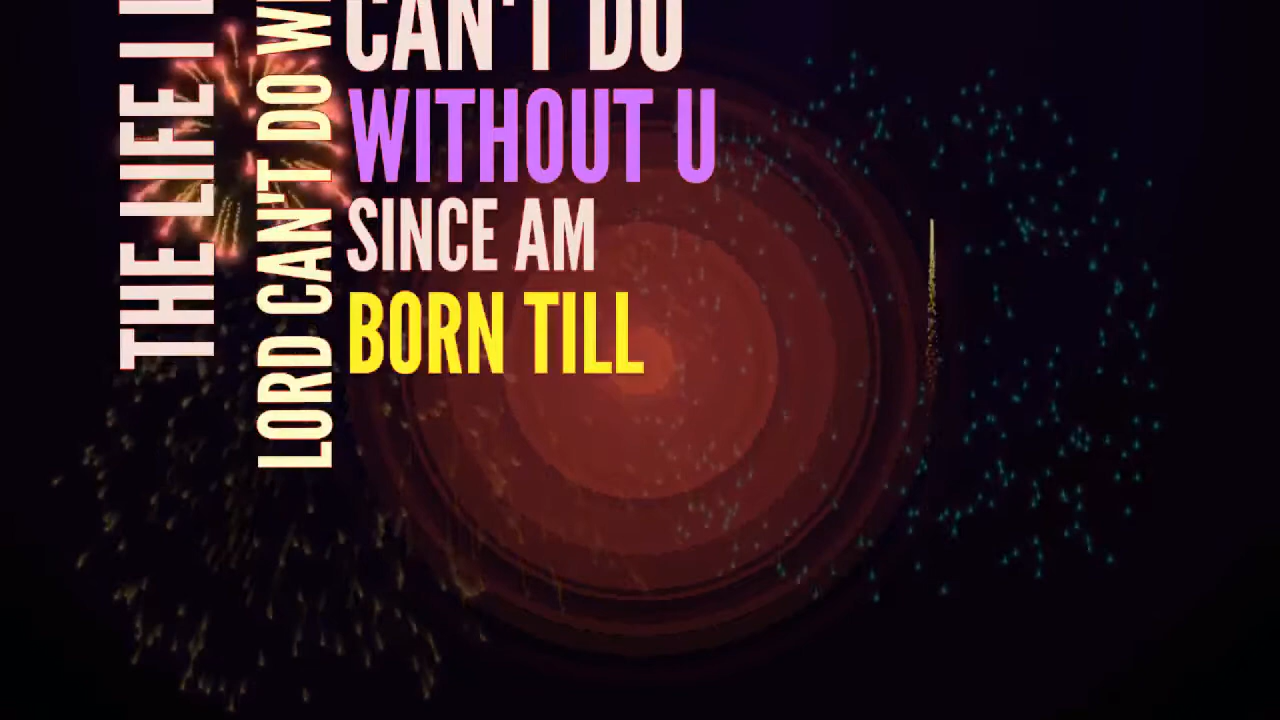 THE LIFE I
LORD CAN'T DO
CAN'T DO
WITHOUT U
SINCE AM
BORN TILL